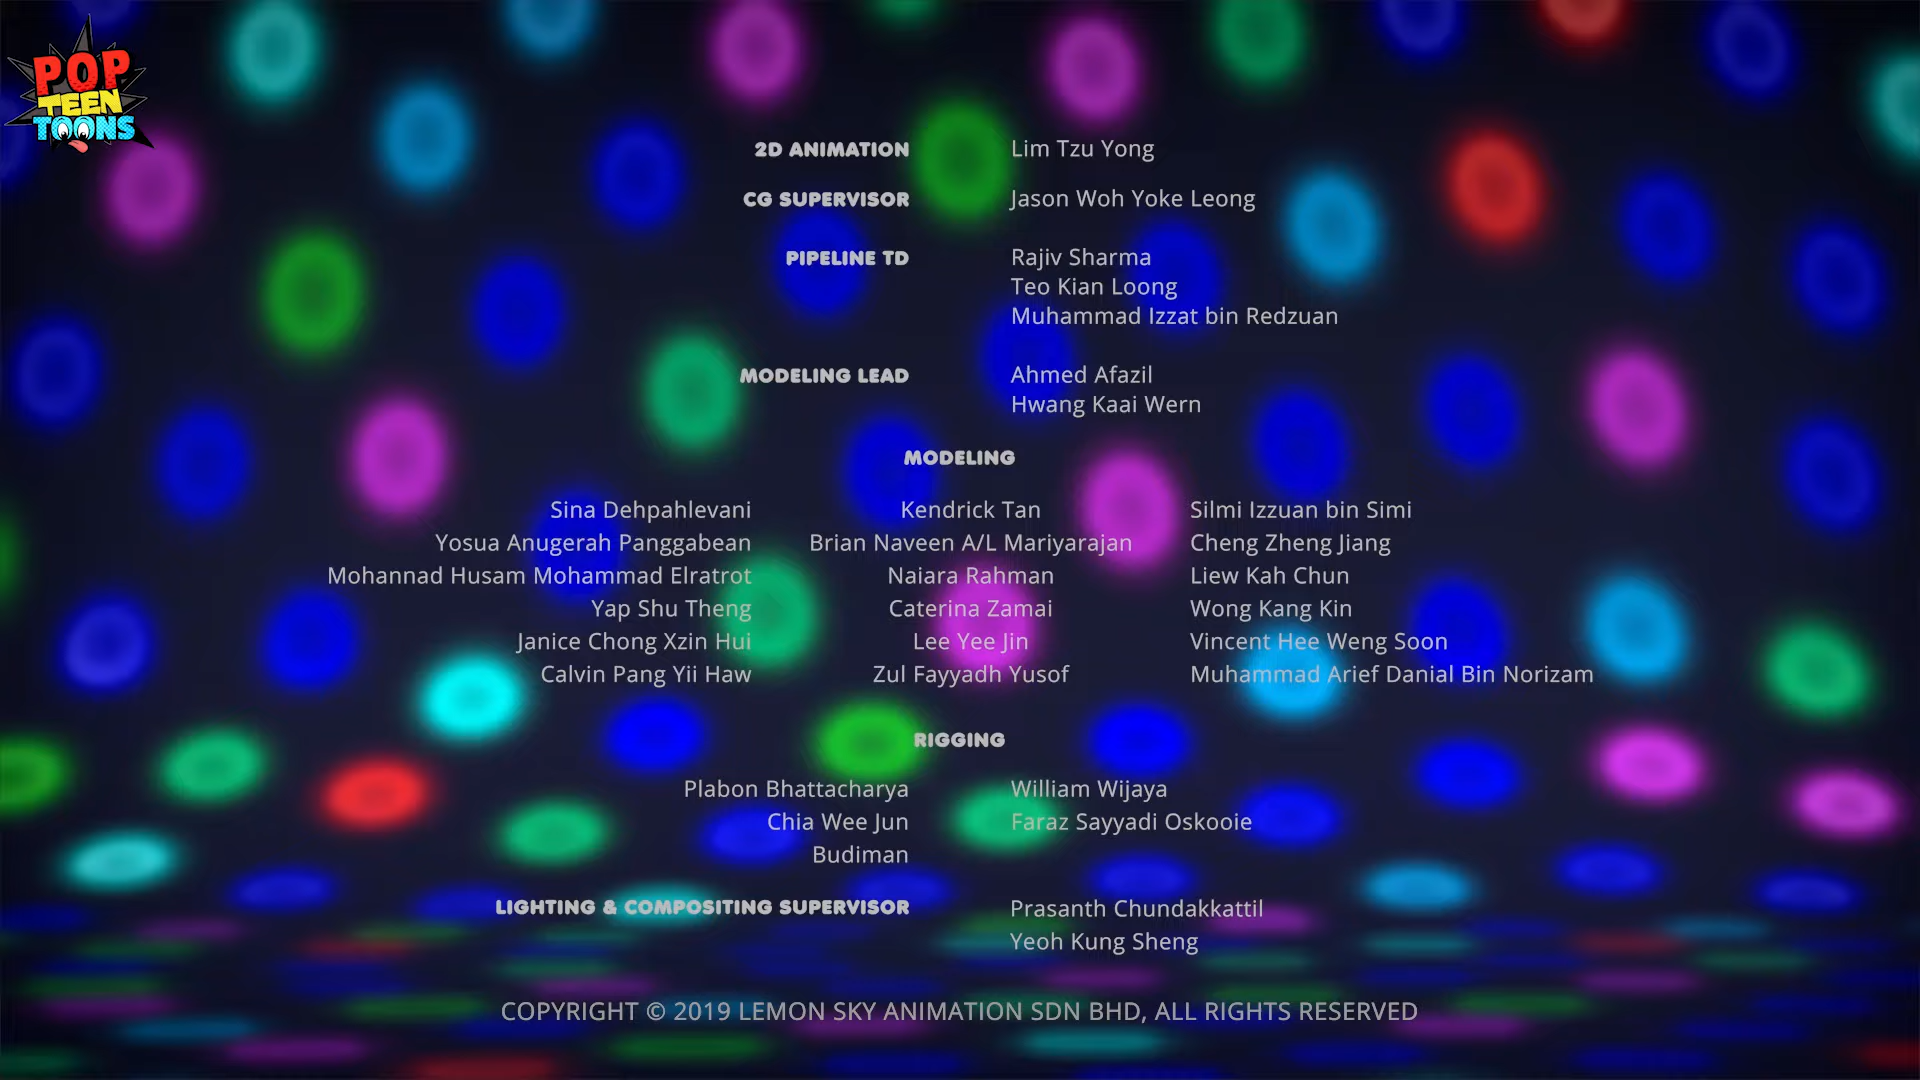 POP
TEEN
TOONS
2D ANIMATION Lim Tzu Yong
CG SUPERVISOR Jason Woh Yoke Leong
PIPELINE TD Rajiv Sharma
Teo Kian Loong
Muhammad Izzat bin Redzuan
MODELING LEAD Ahmed Afazil
Hwang Kaai Wern
MODELING
Sina Dehpahlevani Kendrick Tan Silmi Izzuan bin Simi
Yosua Anugerah Panggabean Brian Naveen A/L Mariyarajan Cheng Zheng Jiang
Mohannad Husam Mohammad Elratrot Naiara Rahman Liew Kah Chun
Yap Shu Theng Caterina Zamai Wong Kang Kin
Janice Chong Xzin Hui Lee Yee Jin Vincent Hee Weng Soon
Calvin Pang Yii Haw Zul Fayyadh Yusof Muhammad Arief Danial Bin Norizam
RIGGING
Plabon Bhattacharya William Wijaya
Chia Wee Jun Faraz Sayyadi Oskooie
Budiman
LIGHTING & COMPOSITING SUPERVISOR Prasanth Chundakkattil
Yeoh Kung Sheng
COPYRIGHT © 2019 LEMON SKY ANIMATION SDN BHD, ALL RIGHTS RESERVED